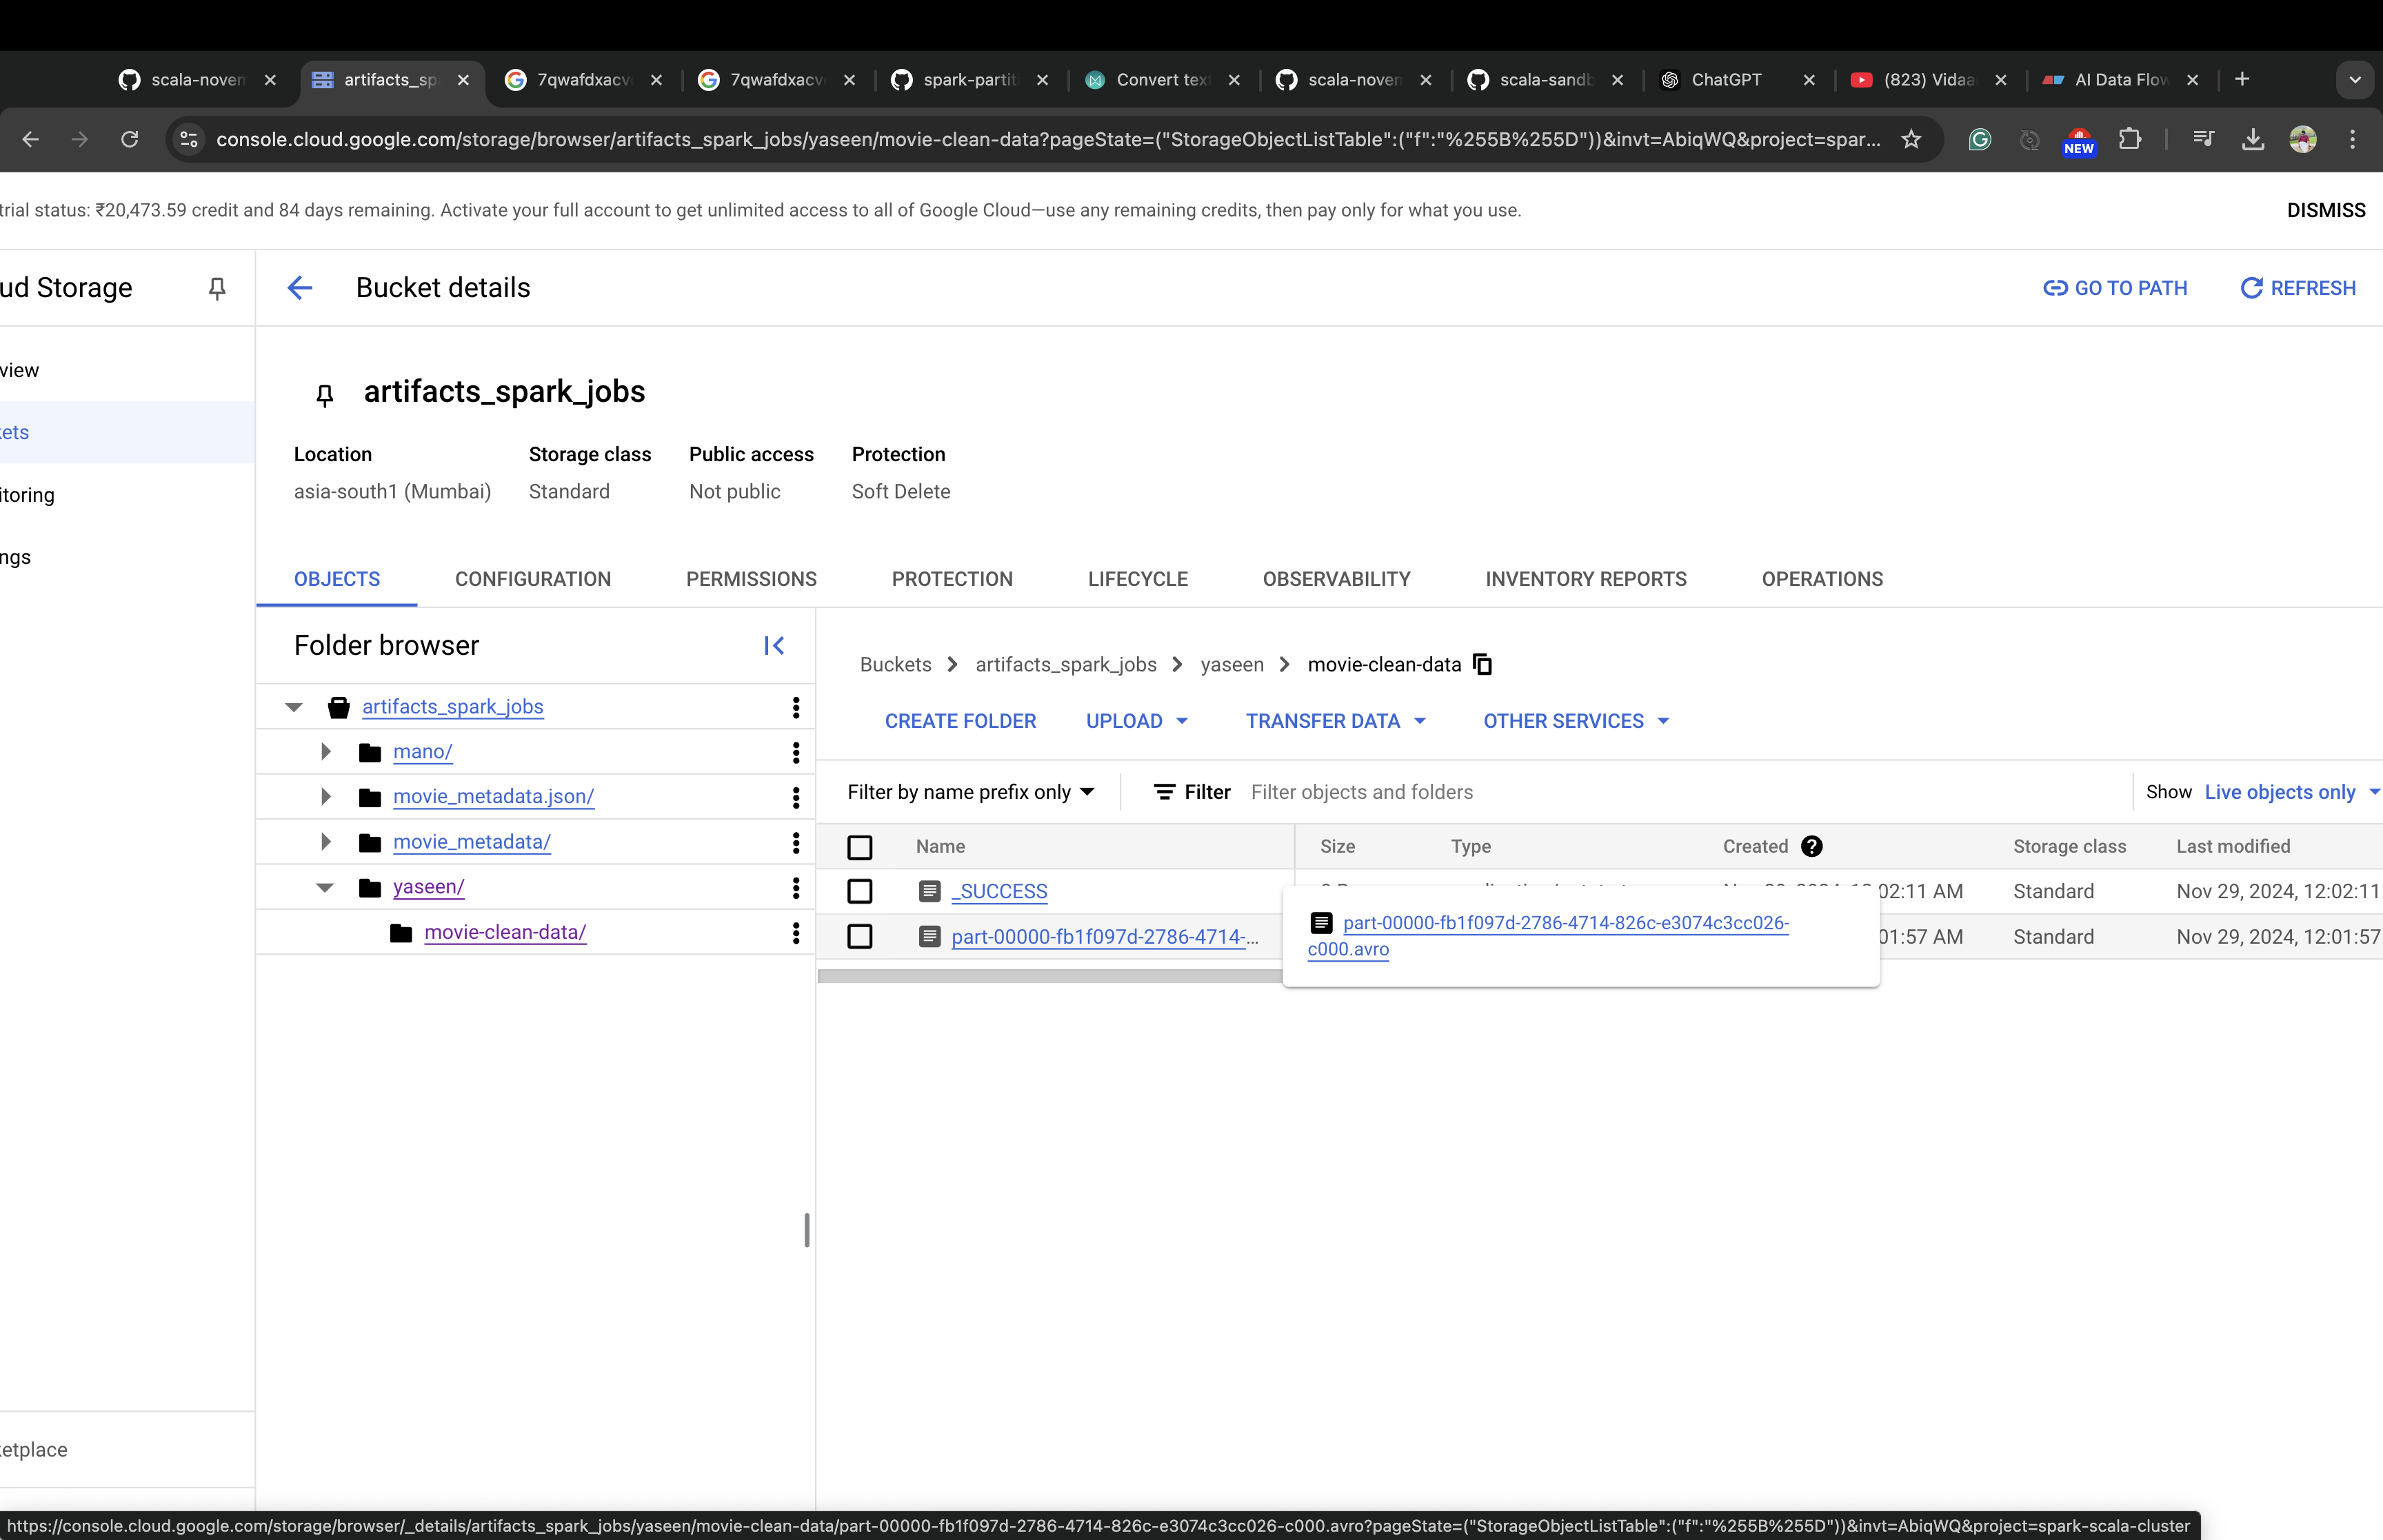 scala-novem
artifacts_sp
7qwafdxacv
7qwafdxacv
spark-partit
Convert tex
scala-novem
scala-sandb
ChatGPT
(823) Vidaa
AI Data Flow
console.cloud.google.com/storage/browser/artifacts_spark_jobs/yaseen/movie-clean-data?pageState=("StorageObjectListTable":("f":"%255B%255D"))&invt=AbiqWQ&project=spar...
NEW
trial status: ₹20,473.59 credit and 84 days remaining. Activate your full account to get unlimited access to all of Google Cloud—use any remaining credits, then pay only for what you use.
DISMISS
ud Storage
Bucket details
GO TO PATH
REFRESH
view
kets
itoring
ngs
etplace
artifacts_spark_jobs
Location Storage class Public access Protection
asia-south1 (Mumbai) Standard Not public Soft Delete
OBJECTS CONFIGURATION PERMISSIONS PROTECTION LIFECYCLE OBSERVABILITY INVENTORY REPORTS OPERATIONS
Folder browser
artifacts_spark_jobs
mano/
movie_metadata.json/
movie_metadata/
yaseen/
movie-clean-data/
Buckets > artifacts_spark_jobs > yaseen > movie-clean-data
CREATE FOLDER UPLOAD TRANSFER DATA OTHER SERVICES
Filter by name prefix only Filter Filter objects and folders Show Live objects only
Name Size Type Created Storage class Last modified
_SUCCESS 02:11 AM Standard Nov 29, 2024, 12:02:11
part-00000-fb1f097d-2786-4714-... 01:57 AM Standard Nov 29, 2024, 12:01:57
part-00000-fb1f097d-2786-4714-826c-e3074c3cc026-
c000.avro
https://console.cloud.google.com/storage/browser/_details/artifacts_spark_jobs/yaseen/movie-clean-data/part-00000-fb1f097d-2786-4714-826c-e3074c3cc026-c000.avro?pageState=("StorageObjectListTable":("f":"%255B%255D"))&invt=AbiqWQ&project=spark-scala-cluster